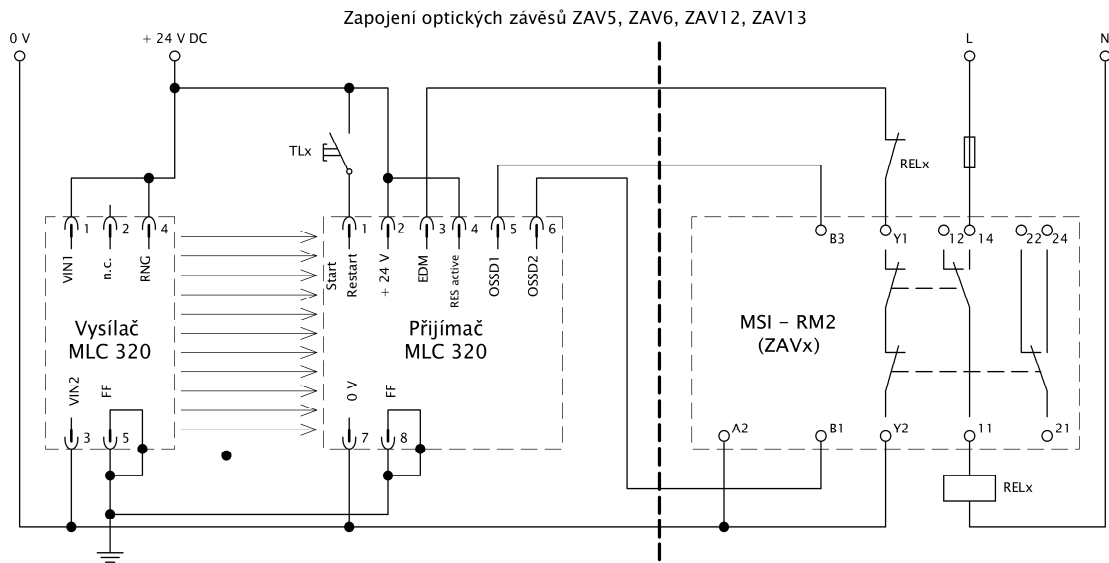 Zapojení optických závěsů ZAV5, ZAV6, ZAV12, ZAV13
0 V
+ 24 V DC
L
N
TLx
RELx
1
2
4
VIN1
n.c.
RNG
Vysílač
MLC 320
VIN2
FF
3
5
1
2
3
4
5
6
Start
Restart
+ 24 V
EDM
RES active
OSSD1
OSSD2
Přijímač
MLC 320
0 V
FF
7
8
B3
Y1
12
14
22
24
MSI – RM2
(ZAVx)
A2
B1
Y2
11
21
RELx